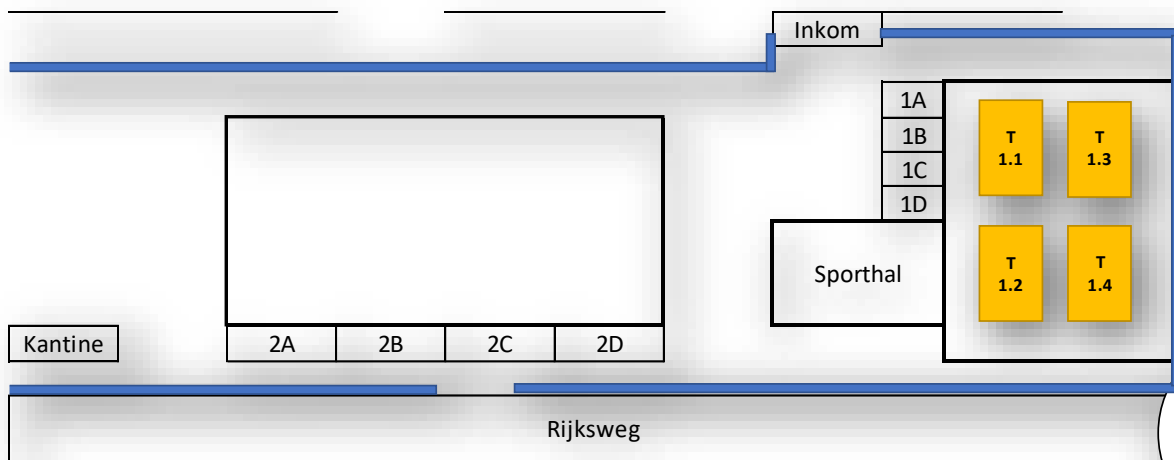 Inkom
1A
1B
1C
1D
T
1.1
T
1.3
T
1.2
T
1.4
Sporthal
Kantine
2A
2B
2C
2D
Rijksweg